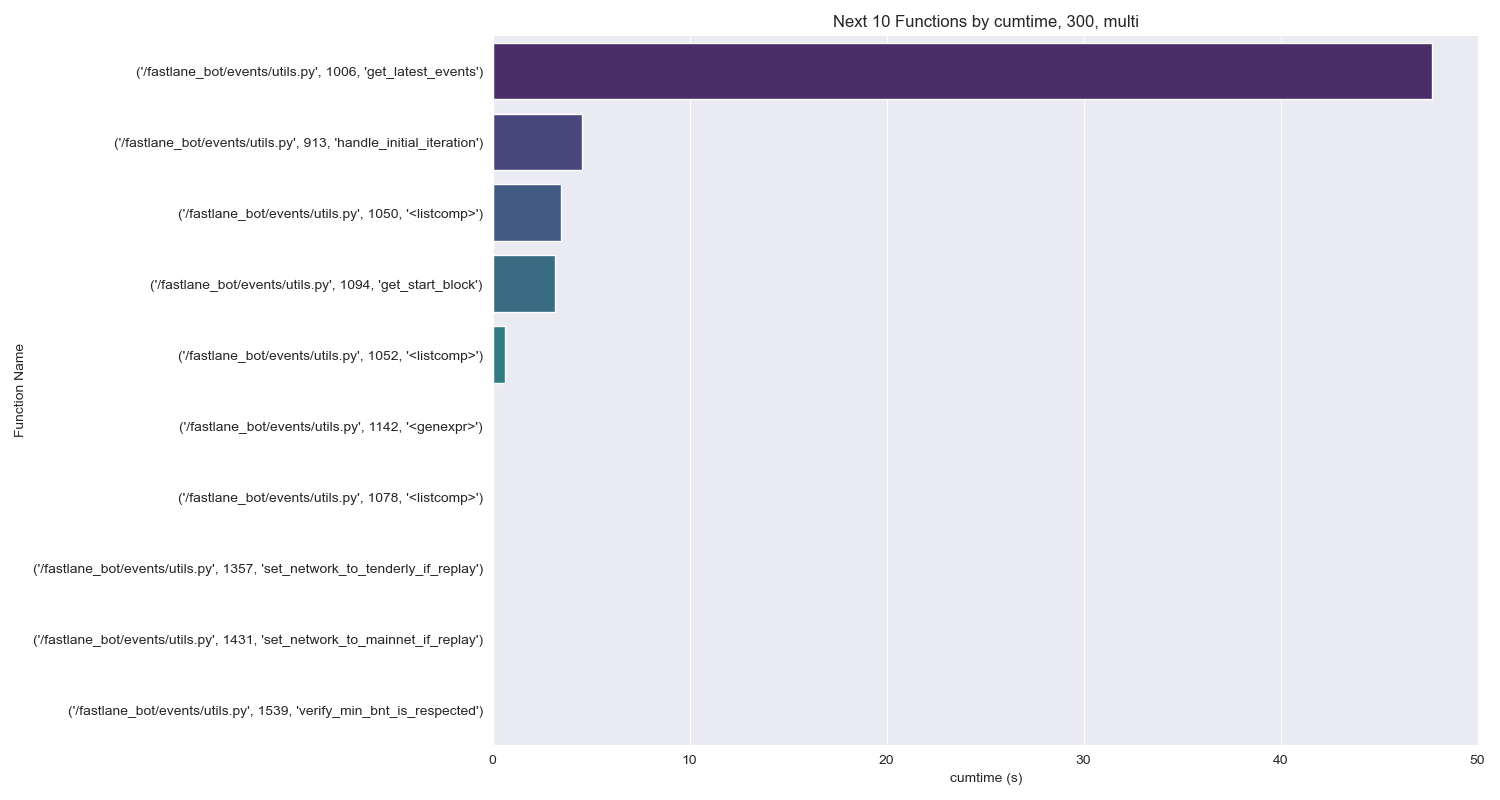 Next 10 Functions by cumtime, 300, multi
('/fastlane_bot/events/utils.py', 1006, 'get_latest_events')
('/fastlane_bot/events/utils.py', 913, 'handle_initial_iteration')
('/fastlane_bot/events/utils.py', 1050, '<listcomp>')
('/fastlane_bot/events/utils.py', 1094, 'get_start_block')
('/fastlane_bot/events/utils.py', 1052, '<listcomp>')
('/fastlane_bot/events/utils.py', 1142, '<genexpr>')
('/fastlane_bot/events/utils.py', 1078, '<listcomp>')
('/fastlane_bot/events/utils.py', 1357, 'set_network_to_tenderly_if_replay')
('/fastlane_bot/events/utils.py', 1431, 'set_network_to_mainnet_if_replay')
('/fastlane_bot/events/utils.py', 1539, 'verify_min_bnt_is_respected')
Function Name
0 10 20 30 40 50
cumtime (s)